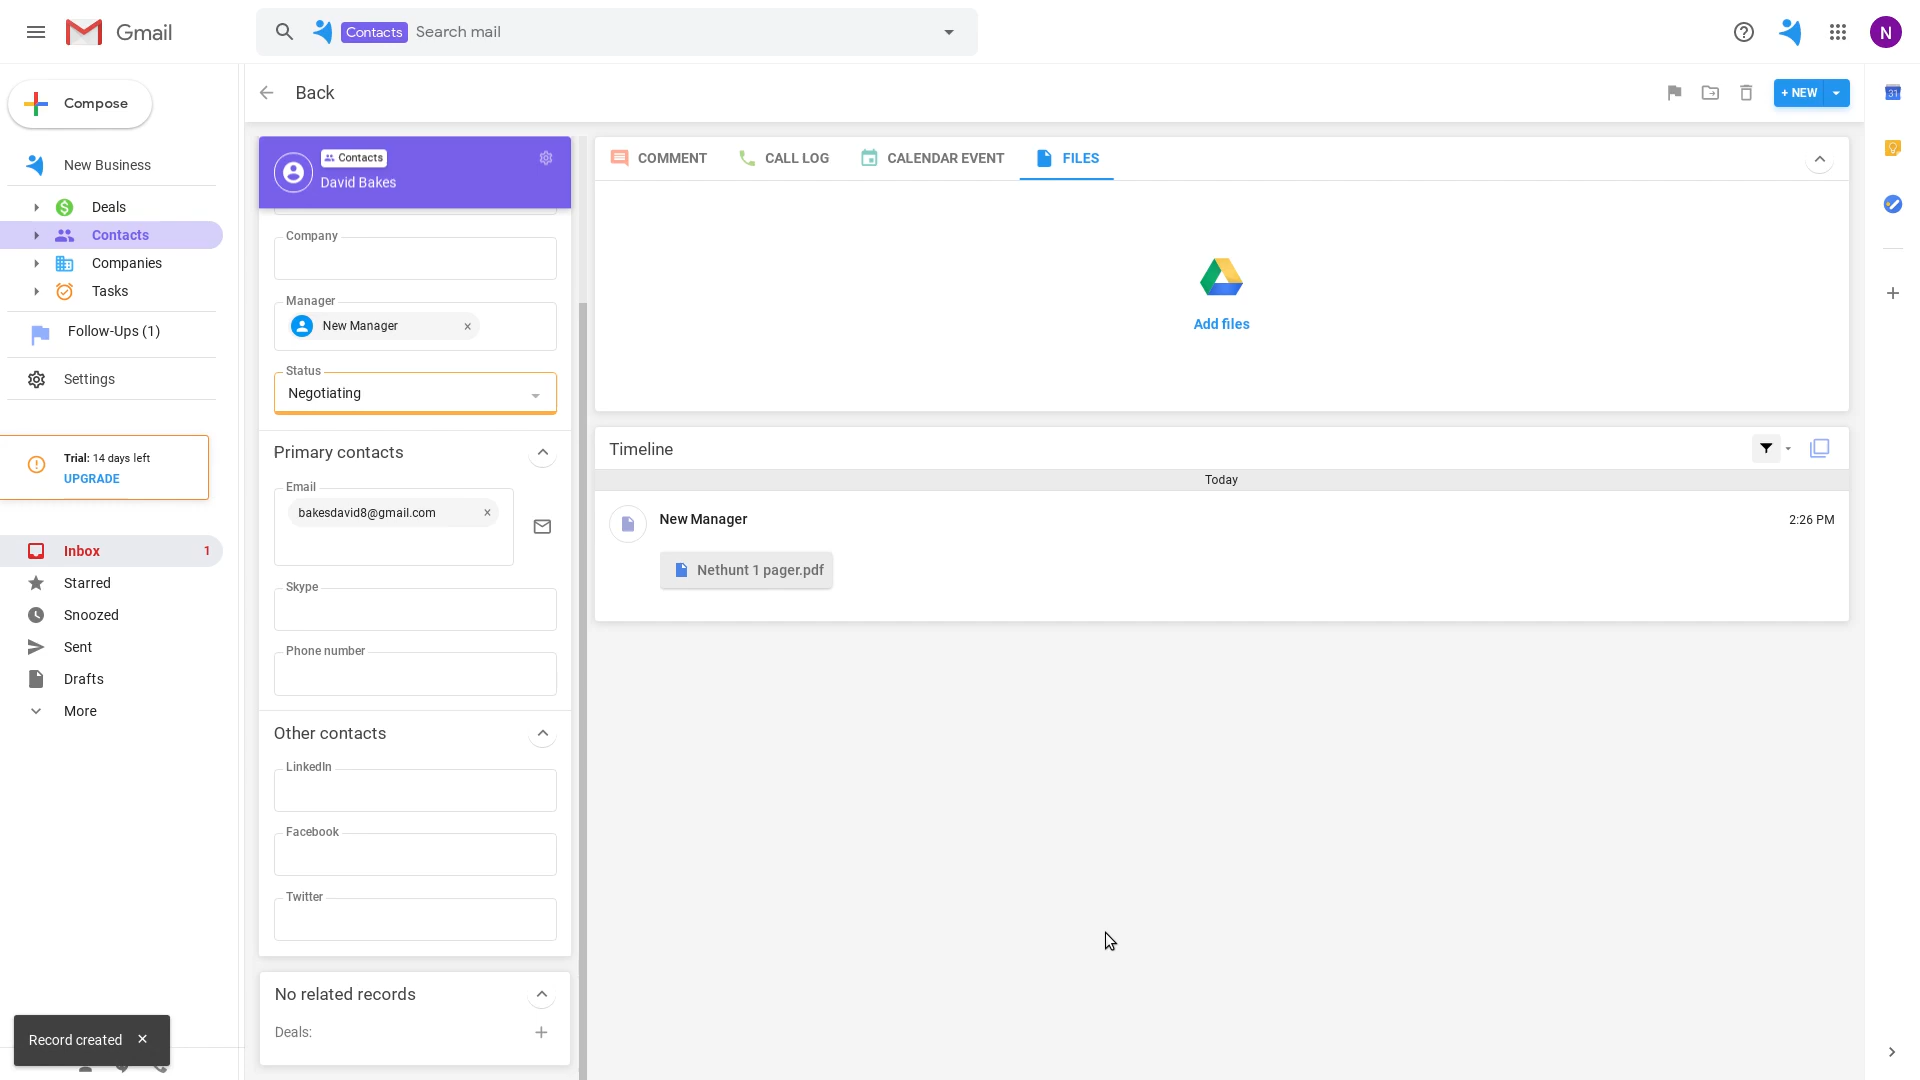 Gmail
Contacts Search mail
N
Compose
Back
+ NEW
New Business
Deals
Contacts
Companies
Tasks
Follow-Ups (1)
Settings
Trial: 14 days left
UPGRADE
Inbox 1
Starred
Snoozed
Sent
Drafts
More
Record created ×
Contacts
David Bakes
Company
Manager
New Manager ×
Status
Negotiating
Primary contacts
Email
bakesdavid8@gmail.com ×
Skype
Phone number
Other contacts
LinkedIn
Facebook
Twitter
No related records
Deals:
COMMENT CALL LOG CALENDAR EVENT FILES
Add files
Timeline
Today
New Manager 2:26 PM
Nethunt 1 pager.pdf
31